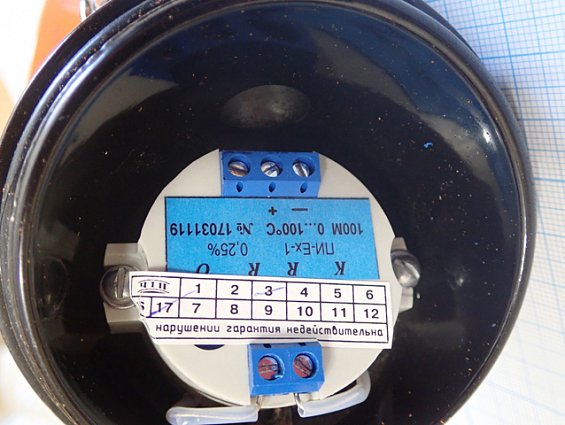 ПИ-Ex-1 0,25%
100М 0...100°С № 17031119
— +
1 2 3 4 5 6
17 7 8 9 10 11 12
нарушении гарантия недействительна